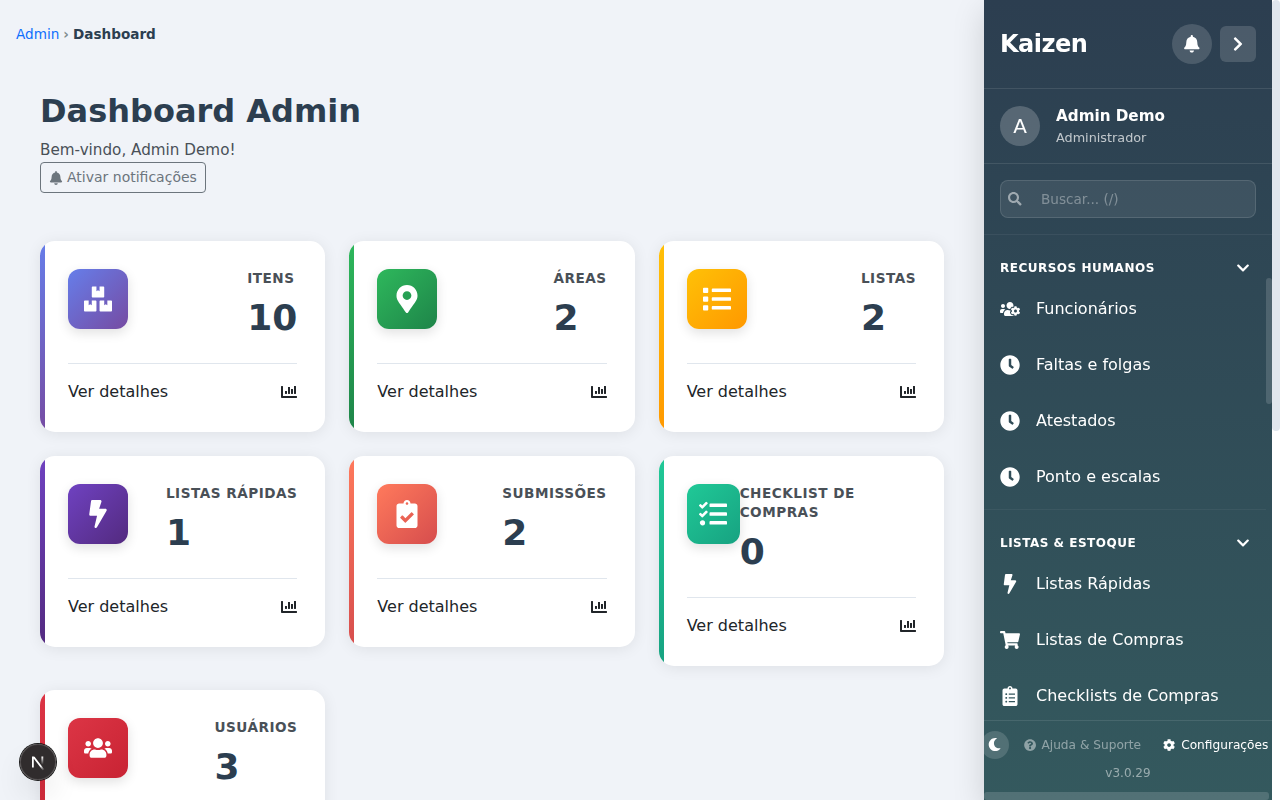 Admin › Dashboard
Dashboard Admin
Bem-vindo, Admin Demo!
Ativar notificações
ITENS
10
Ver detalhes
ÁREAS
2
Ver detalhes
LISTAS
2
Ver detalhes
LISTAS RÁPIDAS
1
Ver detalhes
SUBMISSÕES
2
Ver detalhes
CHECKLIST DE
COMPRAS
0
Ver detalhes
USUÁRIOS
3
N
Kaizen
A
Admin Demo
Administrador
Buscar... (/)
RECURSOS HUMANOS
Funcionários
Faltas e folgas
Atestados
Ponto e escalas
LISTAS & ESTOQUE
Listas Rápidas
Listas de Compras
Checklists de Compras
Ajuda & Suporte
Configurações
v3.0.29